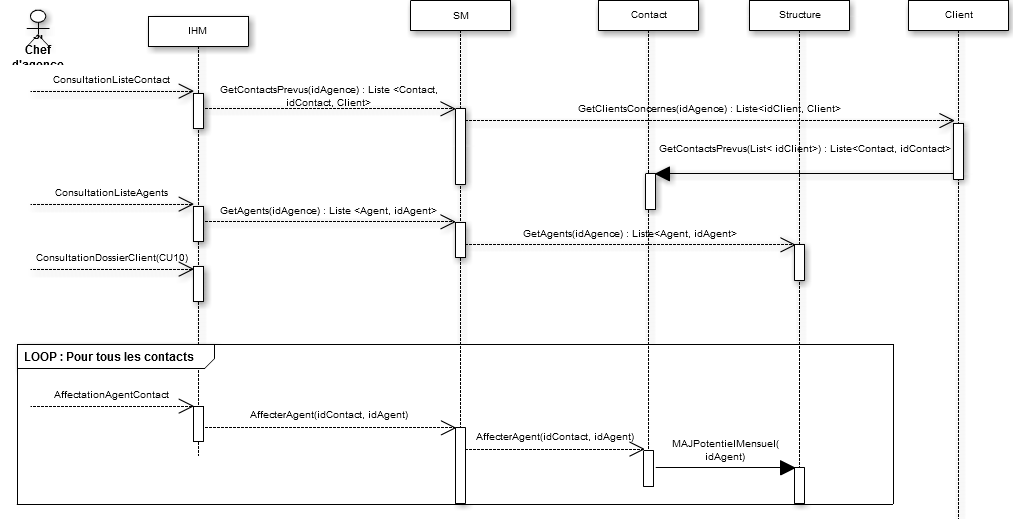 Chef
d'agence
IHM
SM
Contact
Structure
Client
ConsultationListeContact
GetContactsPrevus(idAgence) : Liste <Contact,
idContact, Client>
GetClientsConcernes(idAgence) : Liste<idClient, Client>
GetContactsPrevus(List< idClient>) : Liste<Contact, idContact>
ConsultationListeAgents
GetAgents(idAgence) : Liste <Agent, idAgent>
GetAgents(idAgence) : Liste<Agent, idAgent>
ConsultationDossierClient(CU10)
LOOP : Pour tous les contacts
AffectationAgentContact
AffecterAgent(idContact, idAgent)
AffecterAgent(idContact, idAgent)
MAJPotentielMensuel(
idAgent)